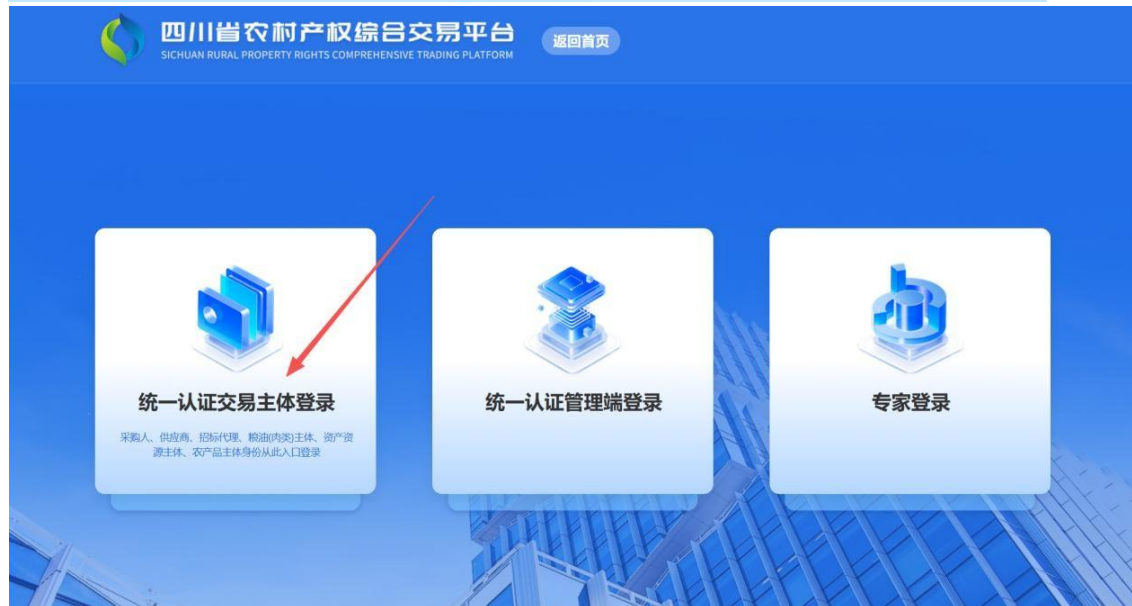 四川省农村产权综合交易平台
SICHUAN RURAL PROPERTY RIGHTS COMPREHENSIVE TRADING PLATFORM
返回首页
统一认证交易主体登录
采购人、供应商、招标代理、粮油(肉类)主体、资产资
源主体、农产品主体身份从此入口登录
统一认证管理端登录
专家登录